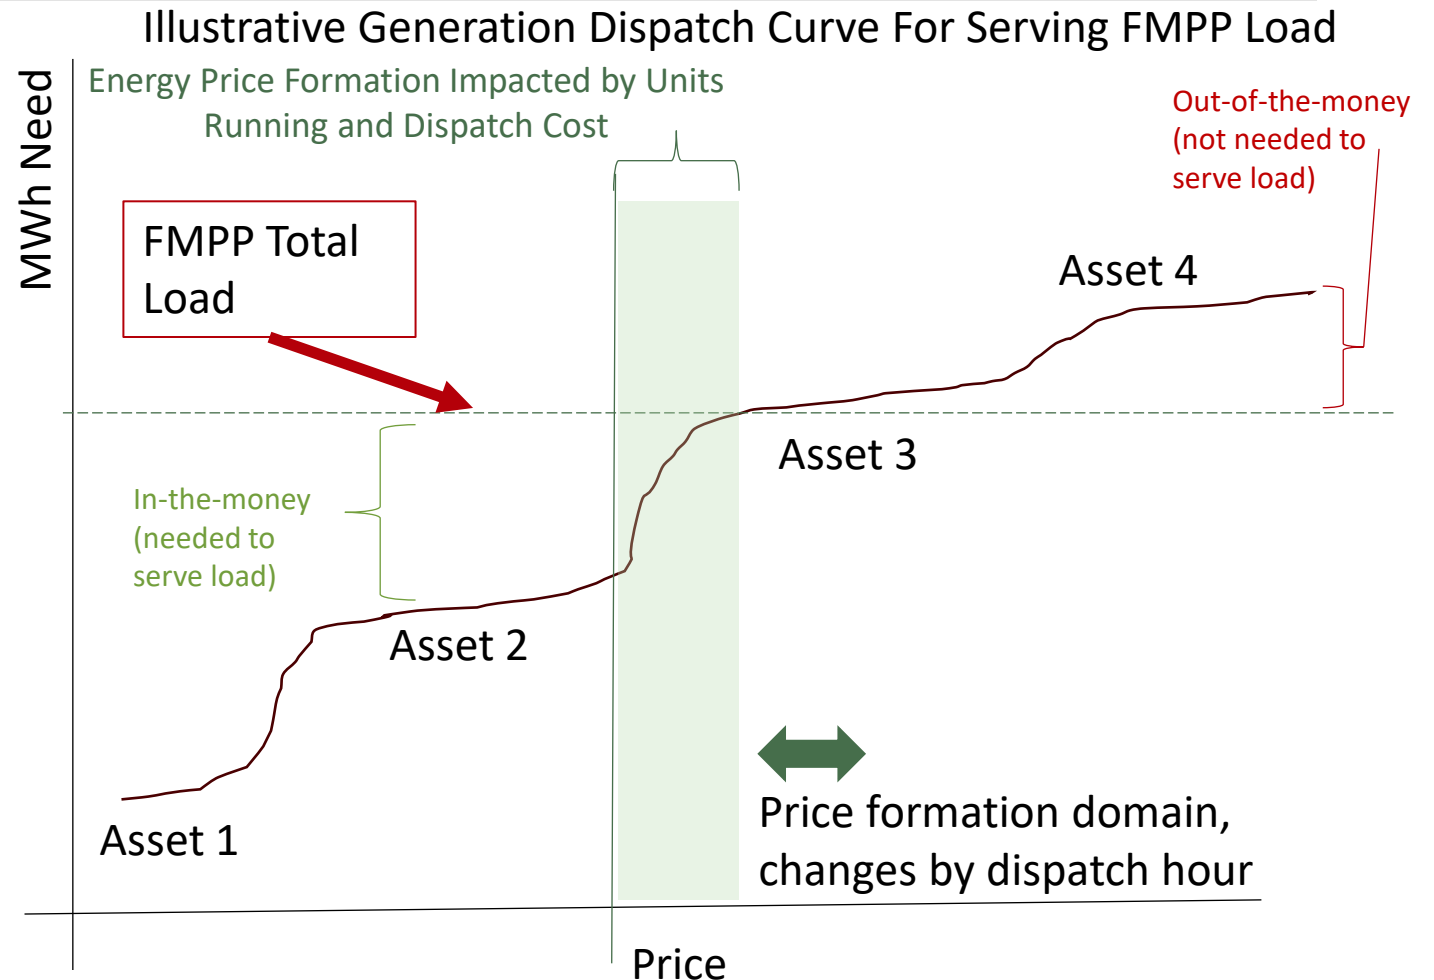 Illustrative Generation Dispatch Curve For Serving FMPP Load
MWh Need
Energy Price Formation Impacted by Units
Running and Dispatch Cost
Out-of-the-money
(not needed to
serve load)
FMPP Total
Load
Asset 4
Asset 3
In-the-money
(needed to
serve load)
Asset 2
Asset 1
Price formation domain,
changes by dispatch hour
Price